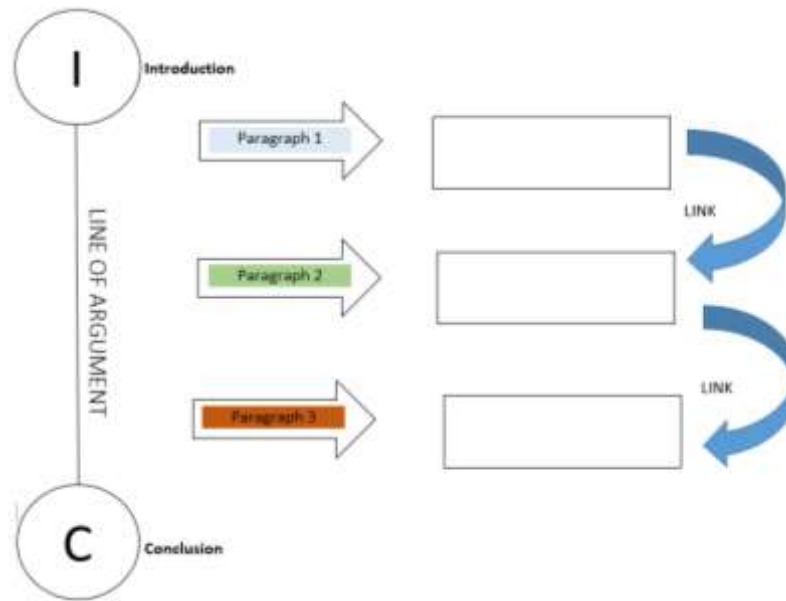 I
Introduction
Paragraph 1
LINK
Paragraph 2
LINE OF ARGUMENT
LINK
Paragraph 3
C
Conclusion